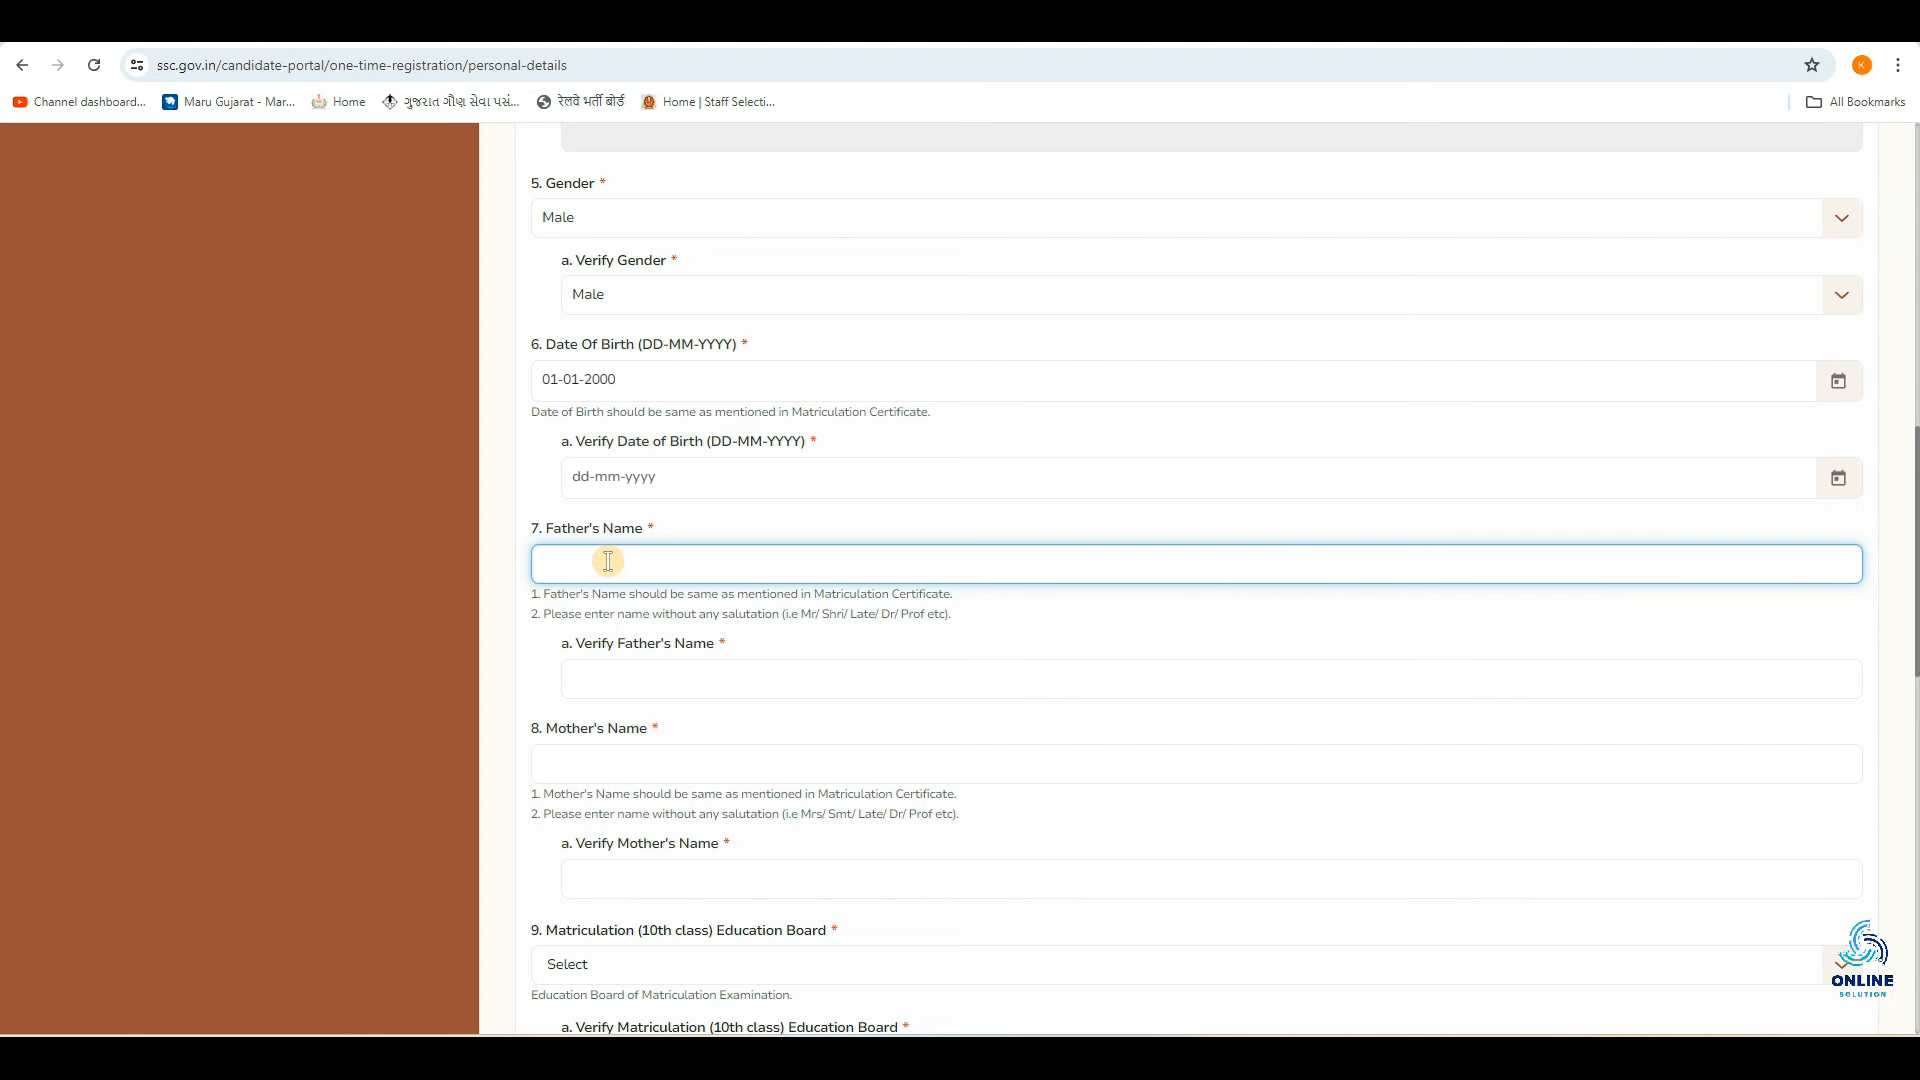 ssc.gov.in/candidate-portal/one-time-registration/personal-details
K
Channel dashboard...
Maru Gujarat - Mar...
Home
ગુજરાત ગૌણ સેવા પસં...
रेलवे भर्ती बोर्ड
Home | Staff Selecti...
All Bookmarks
5. Gender *
Male
a. Verify Gender *
Male
6. Date Of Birth (DD-MM-YYYY) *
01-01-2000
Date of Birth should be same as mentioned in Matriculation Certificate.
a. Verify Date of Birth (DD-MM-YYYY) *
dd-mm-yyyy
7. Father's Name *
1. Father's Name should be same as mentioned in Matriculation Certificate.
2. Please enter name without any salutation (i.e Mr/ Shri/ Late/ Dr/ Prof etc).
a. Verify Father's Name *
8. Mother's Name *
1. Mother's Name should be same as mentioned in Matriculation Certificate.
2. Please enter name without any salutation (i.e Mrs/ Smt/ Late/ Dr/ Prof etc).
a. Verify Mother's Name *
9. Matriculation (10th class) Education Board *
Select
Education Board of Matriculation Examination.
a. Verify Matriculation (10th class) Education Board *
ONLINE
SOLUTION